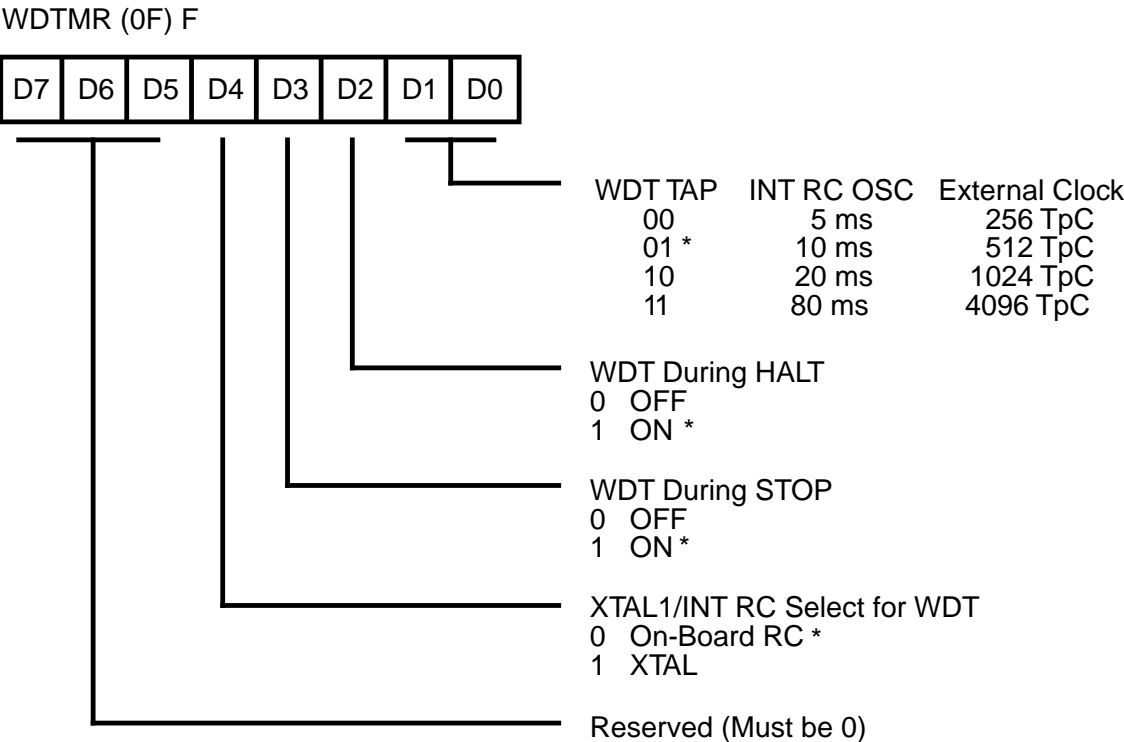 WDTMR (0F) F
D7 D6 D5 D4 D3 D2 D1 D0
WDT TAP INT RC OSC External Clock
00 5 ms 256 TpC
01 * 10 ms 512 TpC
10 20 ms 1024 TpC
11 80 ms 4096 TpC
WDT During HALT
0 OFF
1 ON *
WDT During STOP
0 OFF
1 ON *
XTAL1/INT RC Select for WDT
0 On-Board RC *
1 XTAL
Reserved (Must be 0)